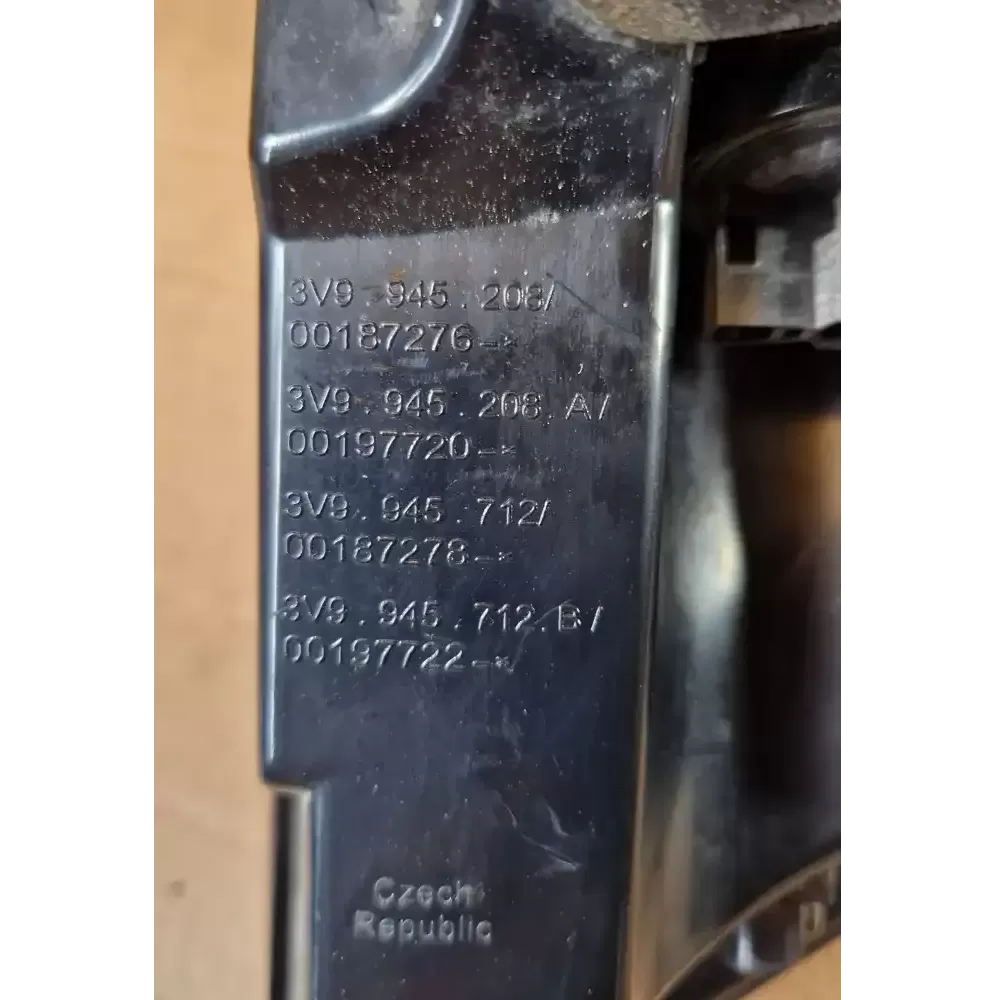 3V9 945 . 208/
00187276-*
3V9 . 945 . 208. A/
00197720-*
3V9 . 945 . 712/
00187278-*
3V9 . 945 . 712. B/
00197722-*
Czech
Republic